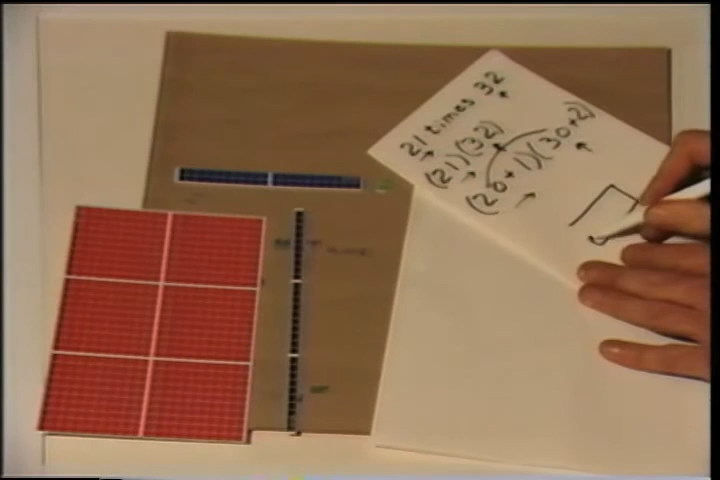 21 times 32
(21)(32)
(20+1)(30+2)